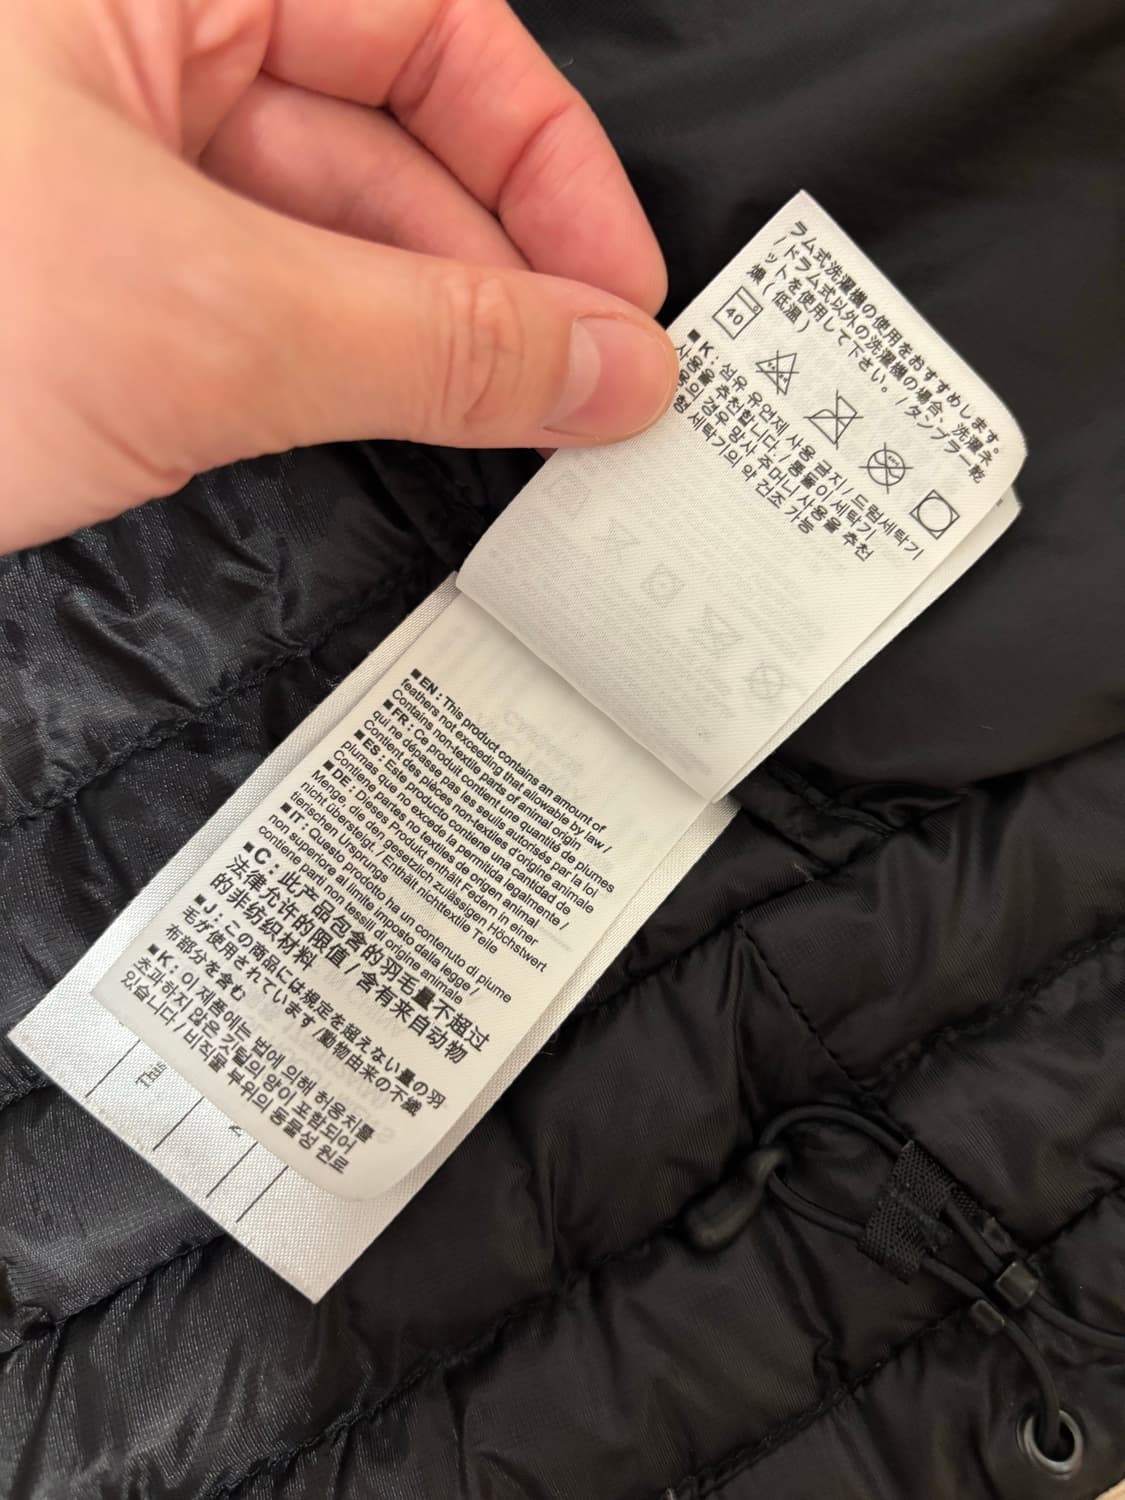 ラム式洗濯機の使用をおすすめします。
/ドラム式以外の洗濯機の場合、洗濯ネ
ットを使用して下さい。/タンブラー乾
燥(低温)
40
■K: 섬유 유연제 사용 금지/드럼세탁기
사용을 추천합니다./통돌이 세탁기
사용을 경우 망사 주머니 사용을 추천
/세탁기의 약 건조 가능
■EN : This product contains an amount of
feathers not exceeding that allowable by law /
Contains non-textile parts of animal origin
■FR : Ce produit contient une quantité de plumes
qui ne dépasse pas les seuils autorisés par la loi
Contient des pièces non-textiles d'origine animale
■ES : Este producto contiene una cantidad de
plumas que no excede la permitida legalmente /
Contiene partes no textiles de origen animal
■DE : Dieses Produkt enthält Federn in einer
Menge, die den gesetzlich zulässigen Höchstwert
nicht übersteigt. / Enthält nichttextile Teile
tierischen Ursprungs
■IT : Questo prodotto ha un contenuto di plume
non superiore al limite imposto dalla legge /
contiene parti non tessili di origine animale
■C : 此产品包含的羽毛量不超过
法律允许的限值/含有来自动物
的非纺织材料
■J : この商品には規定を超えない量の羽
毛が使用されています/動物由来の不織
布部分を含む
■K : 이 제품에는 법에 의해 허용치를
초과하지 않은 깃털의 양이 포함되어
있습니다/비직물 부위의 동물성 원료
This